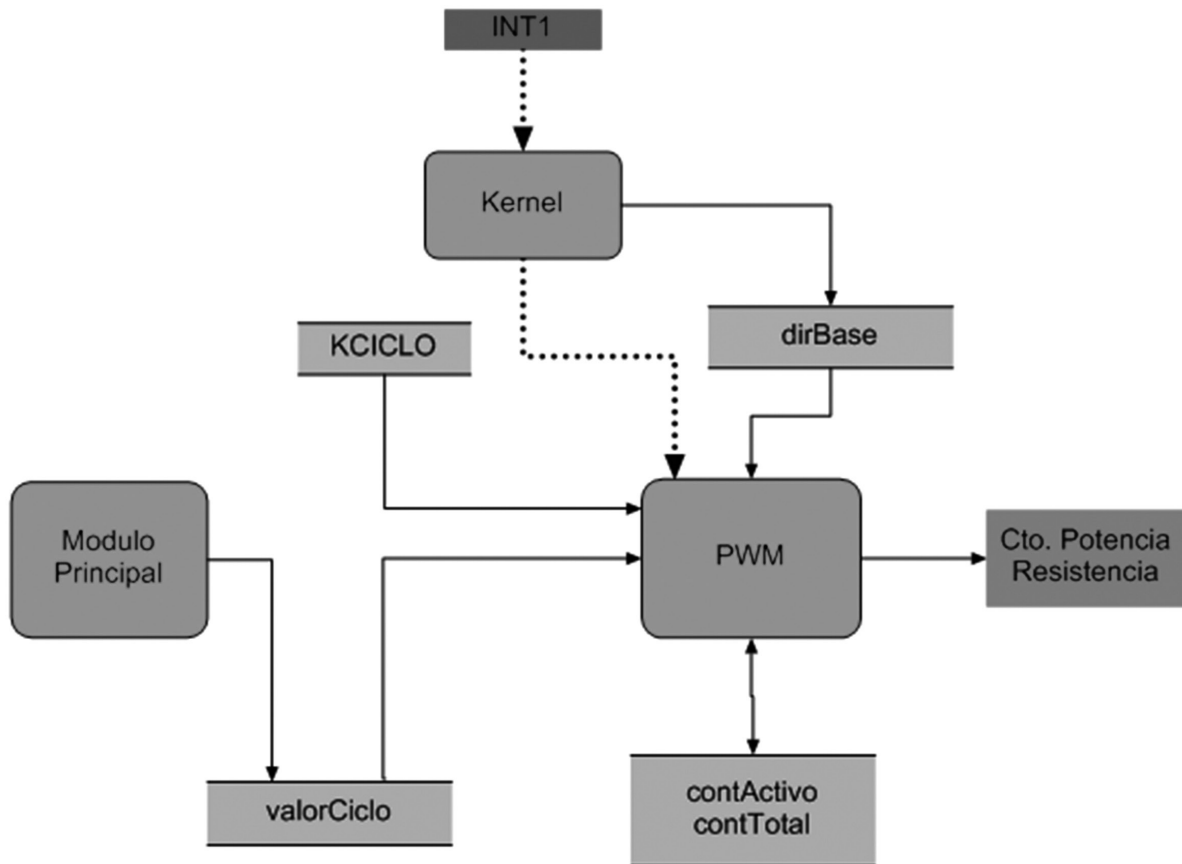 INT1
Kernel
KCICLO
dirBase
Modulo
Principal
PWM
Cto. Potencia
Resistencia
valorCiclo
contActivo
contTotal